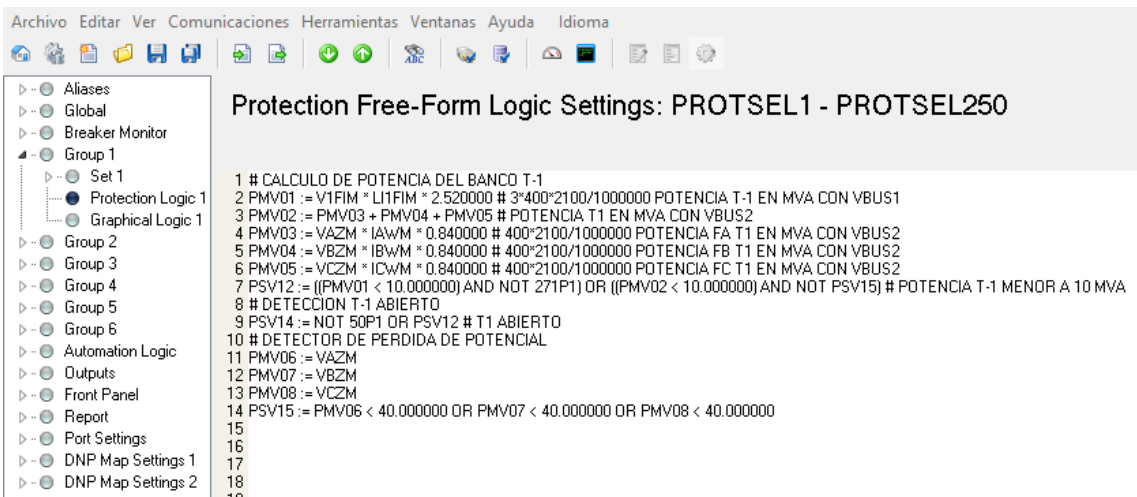 Archivo Editar Ver Comunicaciones Herramientas Ventanas Ayuda Idioma
ABC
Aliases
Global
Breaker Monitor
Group 1
Set 1
Protection Logic 1
Graphical Logic 1
Group 2
Group 3
Group 4
Group 5
Group 6
Automation Logic
Outputs
Front Panel
Report
Port Settings
DNP Map Settings 1
DNP Map Settings 2
Protection Free-Form Logic Settings: PROTSEL1 - PROTSEL250
1 # CALCULO DE POTENCIA DEL BANCO T-1
2 PMV01 := V1FIM * LI1FIM * 2.520000 # 3*400*2100/1000000 POTENCIA T-1 EN MVA CON VBUS1
3 PMV02 := PMV03 + PMV04 + PMV05 # POTENCIA T1 EN MVA CON VBUS2
4 PMV03 := VAZM * IAWM * 0.840000 # 400*2100/1000000 POTENCIA FA T1 EN MVA CON VBUS2
5 PMV04 := VBZM * IBWM * 0.840000 # 400*2100/1000000 POTENCIA FB T1 EN MVA CON VBUS2
6 PMV05 := VCZM * ICWM * 0.840000 # 400*2100/1000000 POTENCIA FC T1 EN MVA CON VBUS2
7 PSV12 := ((PMV01 < 10.000000) AND NOT 271P1) OR ((PMV02 < 10.000000) AND NOT PSV15) # POTENCIA T-1 MENOR A 10 MVA
8 # DETECCION T-1 ABIERTO
9 PSV14 := NOT 50P1 OR PSV12 # T1 ABIERTO
10 # DETECTOR DE PERDIDA DE POTENCIAL
11 PMV06 := VAZM
12 PMV07 := VBZM
13 PMV08 := VCZM
14 PSV15 := PMV06 < 40.000000 OR PMV07 < 40.000000 OR PMV08 < 40.000000
15
16
17
18